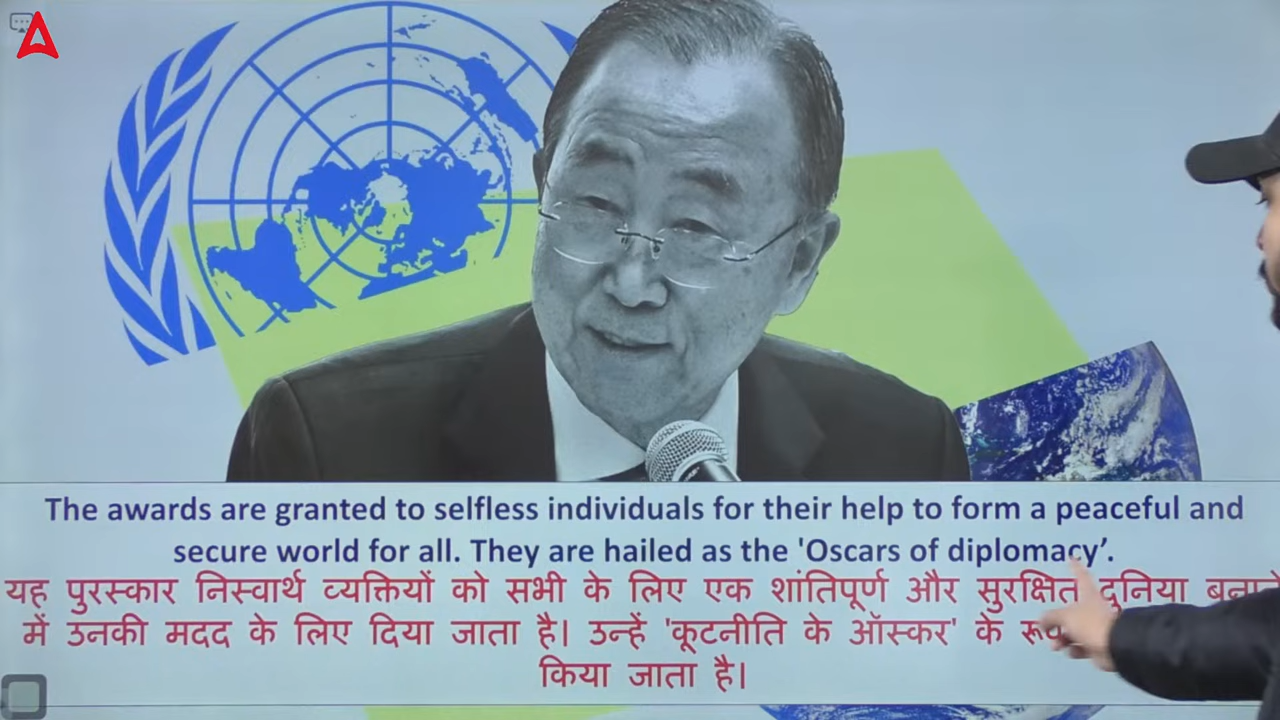 The awards are granted to selfless individuals for their help to form a peaceful and
secure world for all. They are hailed as the 'Oscars of diplomacy’.
यह पुरस्कार निस्वार्थ व्यक्तियों को सभी के लिए एक शांतिपूर्ण और सुरक्षित दुनिया
में उनकी मदद के लिए दिया जाता है। उन्हें 'कूटनीति के ऑस्कर' के
किया जाता है।